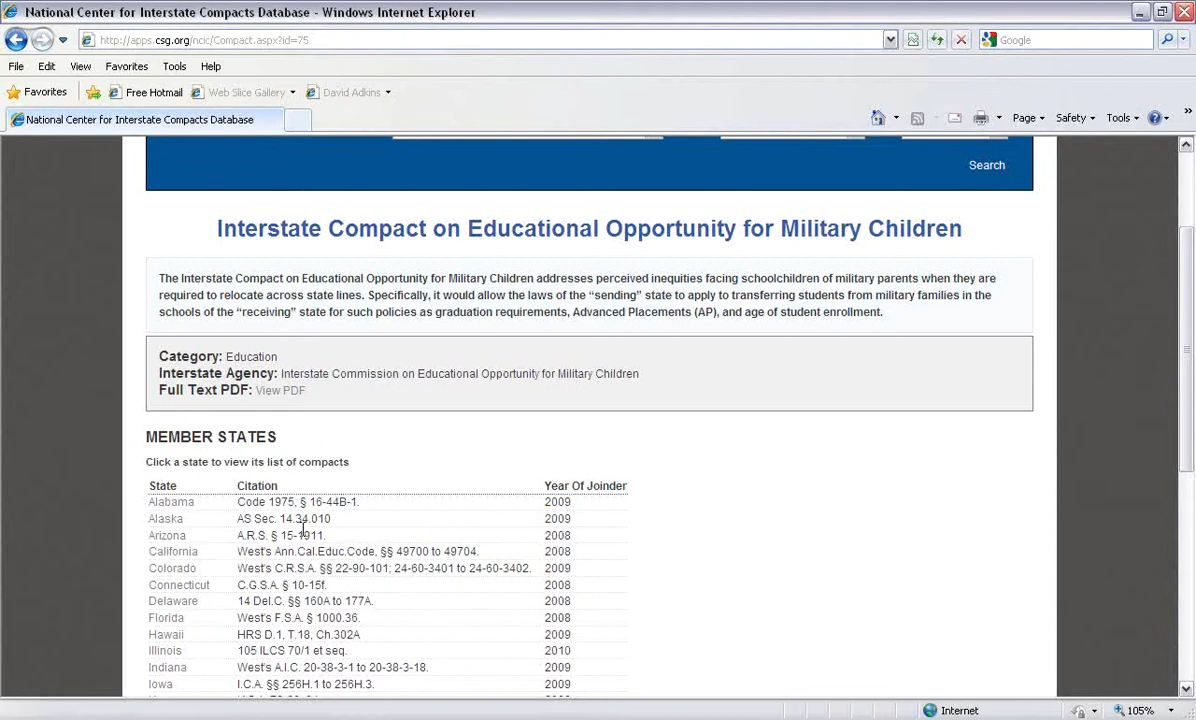 National Center for Interstate Compacts Database - Windows Internet Explorer
http://apps.csg.org/ncic/Compact.aspx?id=75
Google
File Edit View Favorites Tools Help
Favorites Free Hotmail Web Slice Gallery David Adkins
National Center for Interstate Compacts Database
Page Safety Tools »
Search
Interstate Compact on Educational Opportunity for Military Children
The Interstate Compact on Educational Opportunity for Military Children addresses perceived inequities facing schoolchildren of military parents when they are
required to relocate across state lines. Specifically, it would allow the laws of the “sending” state to apply to transferring students from military families in the
schools of the “receiving” state for such policies as graduation requirements, Advanced Placements (AP), and age of student enrollment.
Category: Education
Interstate Agency: Interstate Commission on Educational Opportunity for Military Children
Full Text PDF: View PDF
MEMBER STATES
Click a state to view its list of compacts
State Citation Year Of Joinder
Alabama Code 1975, § 16-44B-1. 2009
Alaska AS Sec. 14.34.010 2009
Arizona A.R.S. § 15-1911. 2008
California West's Ann.Cal.Educ.Code, §§ 49700 to 49704. 2008
Colorado West's C.R.S.A. §§ 22-90-101; 24-60-3401 to 24-60-3402. 2009
Connecticut C.G.S.A. § 10-15f. 2008
Delaware 14 Del.C. §§ 160A to 177A. 2008
Florida West's F.S.A. § 1000.36. 2008
Hawaii HRS D.1, T.18, Ch.302A 2009
Illinois 105 ILCS 70/1 et seq. 2010
Indiana West's A.I.C. 20-38-3-1 to 20-38-3-18. 2009
Iowa I.C.A. §§ 256H.1 to 256H.3. 2009
Internet 105%